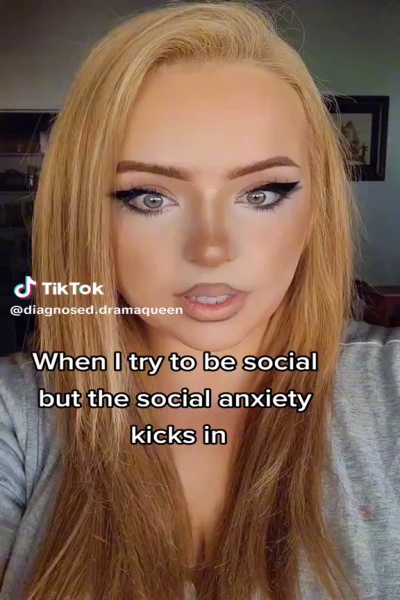 TikTok
@diagnosed.dramaqueen
When I try to be social
but the social anxiety
kicks in